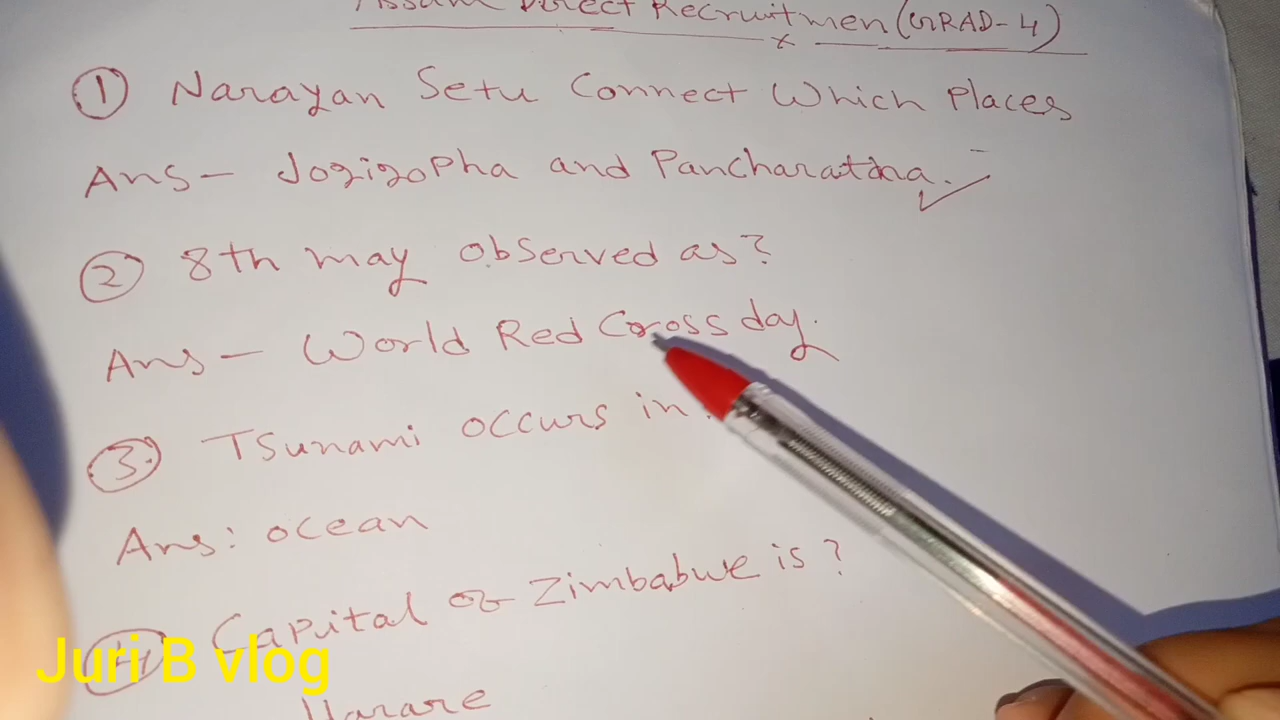 Assam Direct Recruitmen (GRAD-4)
① Narayan Setu Connect Which Places
Ans - Jogigopha and Pancharatna.
② 8th may observed as?
Ans - World Red Cross day.
③ Tsunami occurs in?
Ans: ocean
④ Capital of Zimbabwe is?
Harare
Juri B vlog